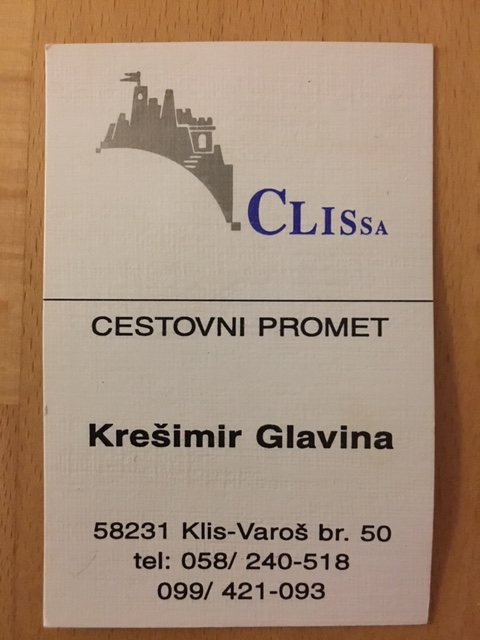 CLISSA
CESTOVNI PROMET
Krešimir Glavina
58231 Klis-Varoš br. 50
tel: 058/ 240-518
099/ 421-093